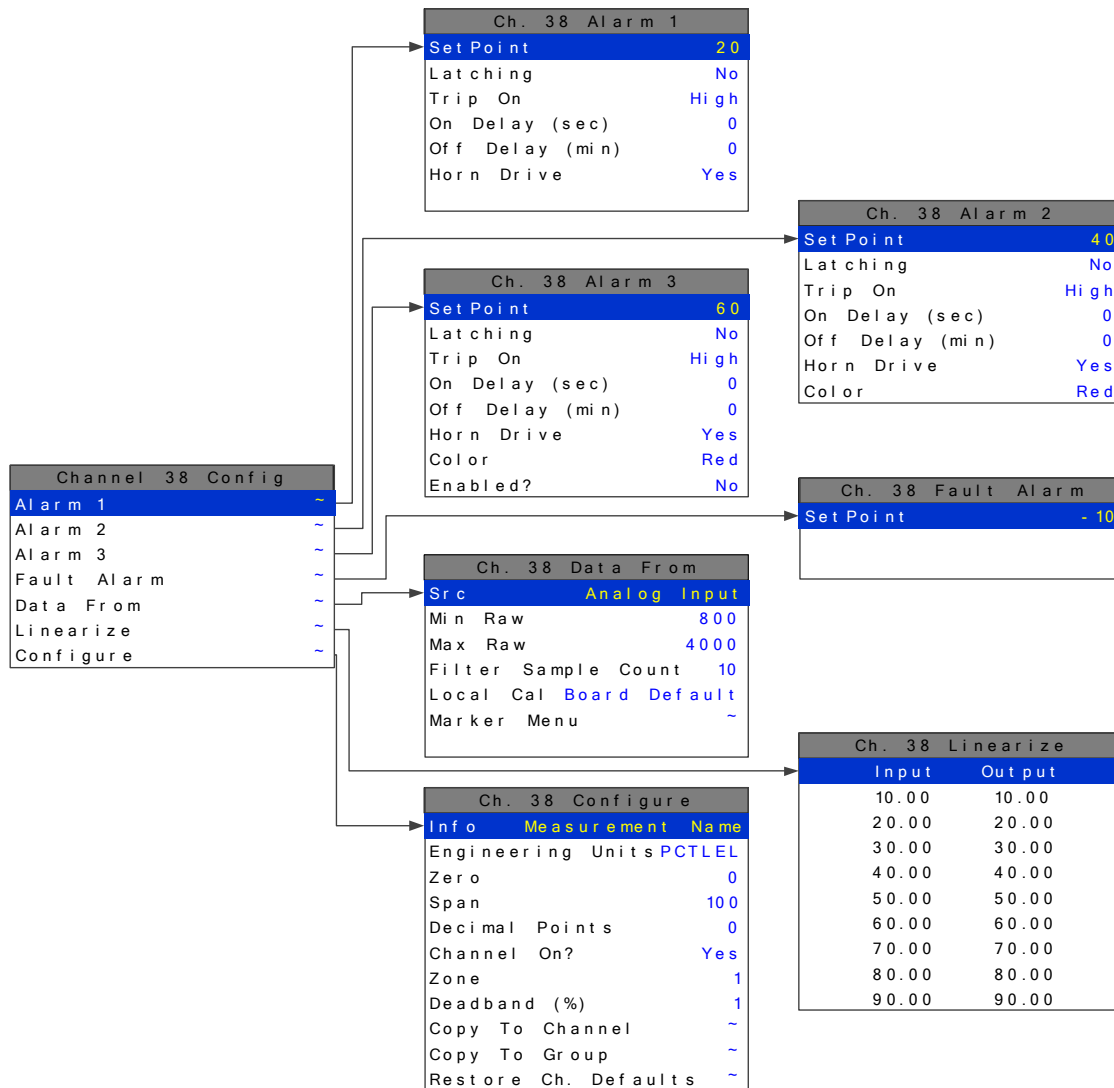 Ch. 38 Alarm 1
SetPoint 20
Latching No
Trip On High
On Delay (sec) 0
Off Delay (min) 0
Horn Drive Yes
Ch. 38 Alarm 2
SetPoint 40
Latching No
Trip On High
On Delay (sec) 0
Off Delay (min) 0
Horn Drive Yes
Color Red
Ch. 38 Alarm 3
SetPoint 60
Latching No
Trip On High
On Delay (sec) 0
Off Delay (min) 0
Horn Drive Yes
Color Red
Enabled? No
Channel 38 Config
Alarm 1 ~
Alarm 2 ~
Alarm 3 ~
Fault Alarm ~
Data From ~
Linearize ~
Configure ~
Ch. 38 Fault Alarm
SetPoint -10
Ch. 38 Data From
Src Analog Input
Min Raw 800
Max Raw 4000
Filter Sample Count 10
Local Cal Board Default
Marker Menu ~
Ch. 38 Linearize
Input Output
10.00 10.00
20.00 20.00
30.00 30.00
40.00 40.00
50.00 50.00
60.00 60.00
70.00 70.00
80.00 80.00
90.00 90.00
Ch. 38 Configure
Info Measurement Name
Engineering Units PCTLEL
Zero 0
Span 100
Decimal Points 0
Channel On? Yes
Zone 1
Deadband (%) 1
Copy To Channel ~
Copy To Group ~
Restore Ch. Defaults ~